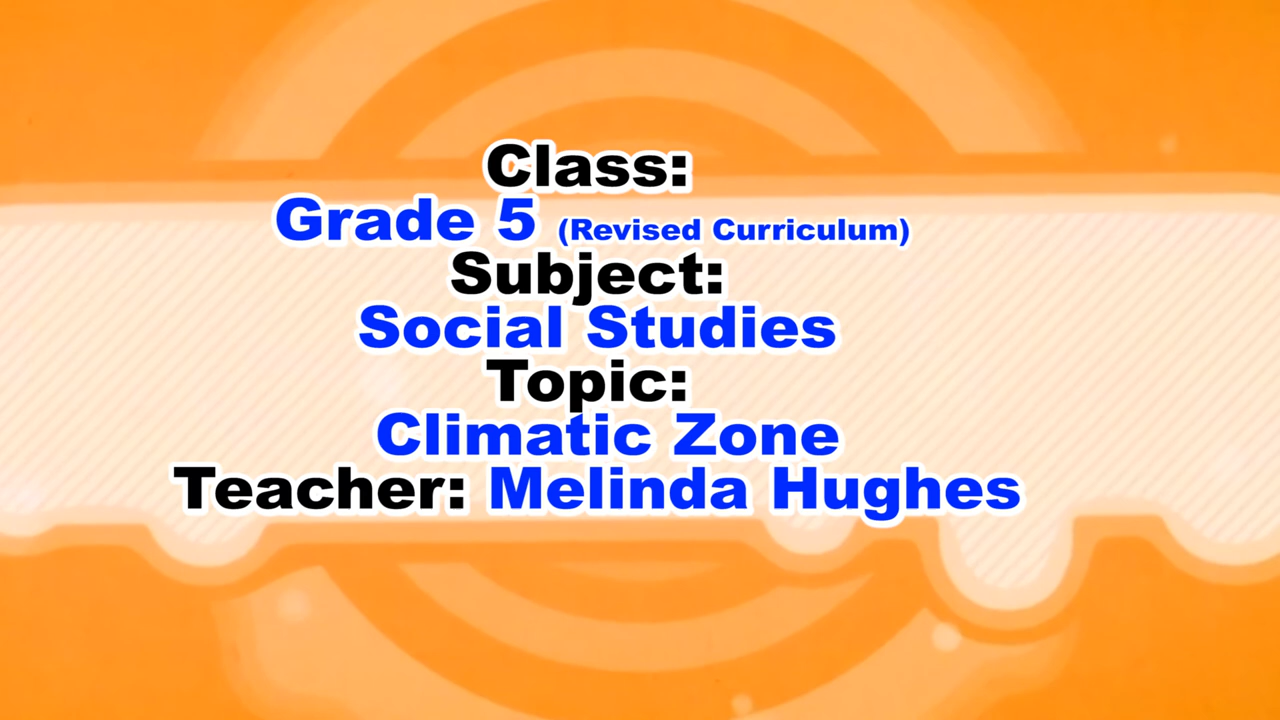 Class:
Grade 5 (Revised Curriculum)
Subject:
Social Studies
Topic:
Climatic Zone
Teacher: Melinda Hughes